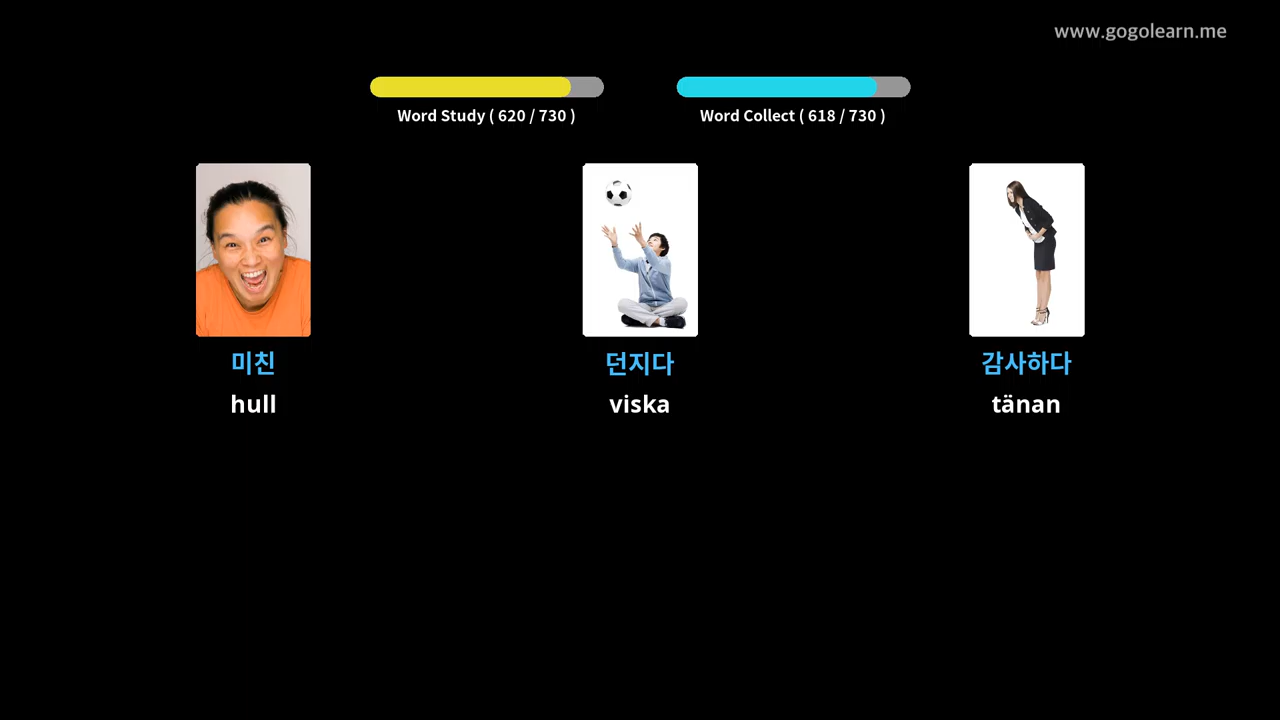 www.gogolearn.me
Word Study ( 620 / 730 )
Word Collect ( 618 / 730 )
미친
던지다
감사하다
hull
viska
tänan